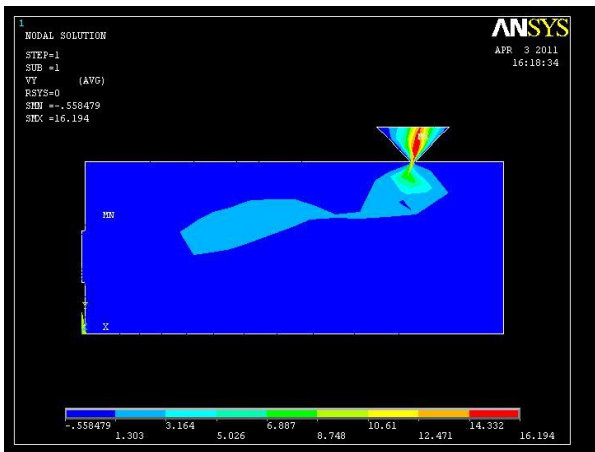 1
NODAL SOLUTION
ANSYS
STEP=1
SUB =1
VY (AVG)
RSYS=0
SMN =-.558479
SMX =16.194
APR 3 2011
16:18:34
MX
MN
X
-.558479 3.164 6.887 10.61 14.332
1.303 5.026 8.748 12.471 16.194